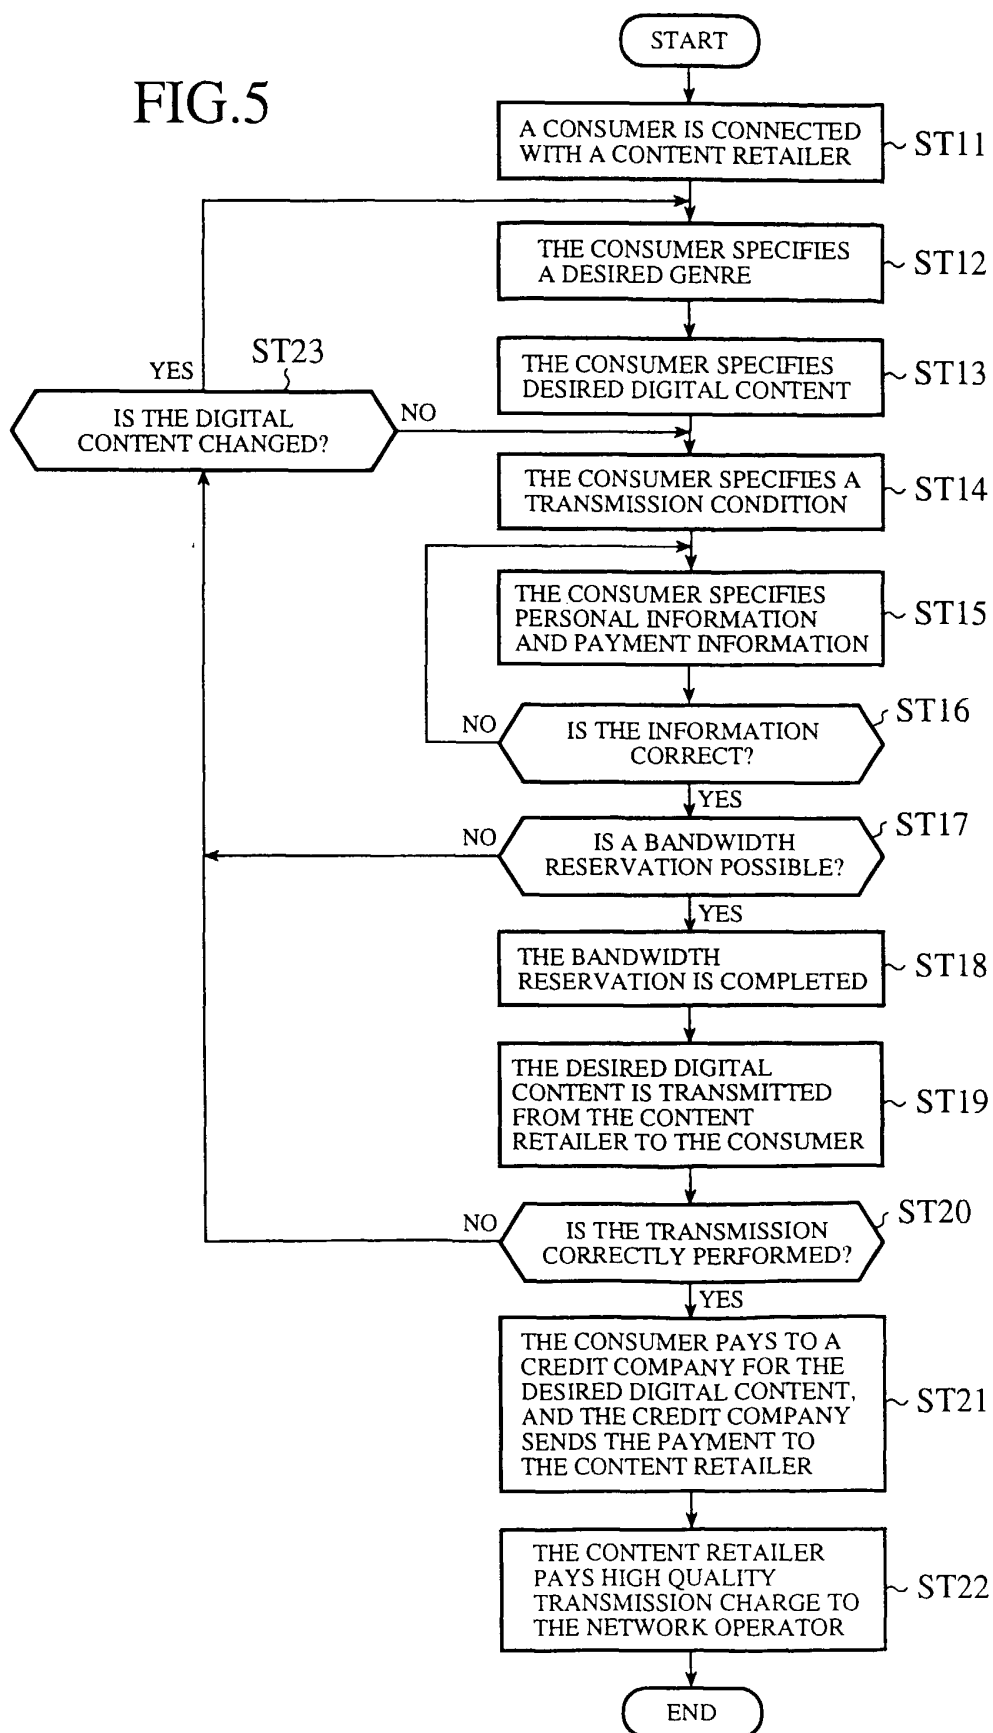 FIG.5
START
A CONSUMER IS CONNECTED
WITH A CONTENT RETAILER
ST11
THE CONSUMER SPECIFIES
A DESIRED GENRE
ST12
THE CONSUMER SPECIFIES
DESIRED DIGITAL CONTENT
ST13
YES
ST23
IS THE DIGITAL
CONTENT CHANGED?
NO
THE CONSUMER SPECIFIES A
TRANSMISSION CONDITION
ST14
THE CONSUMER SPECIFIES
PERSONAL INFORMATION
AND PAYMENT INFORMATION
ST15
NO
IS THE INFORMATION
CORRECT?
ST16
YES
NO
IS A BANDWIDTH
RESERVATION POSSIBLE?
ST17
YES
THE BANDWIDTH
RESERVATION IS COMPLETED
ST18
THE DESIRED DIGITAL
CONTENT IS TRANSMITTED
FROM THE CONTENT
RETAILER TO THE CONSUMER
ST19
NO
IS THE TRANSMISSION
CORRECTLY PERFORMED?
ST20
YES
THE CONSUMER PAYS TO A
CREDIT COMPANY FOR THE
DESIRED DIGITAL CONTENT,
AND THE CREDIT COMPANY
SENDS THE PAYMENT TO
THE CONTENT RETAILER
ST21
THE CONTENT RETAILER
PAYS HIGH QUALITY
TRANSMISSION CHARGE TO
THE NETWORK OPERATOR
ST22
END